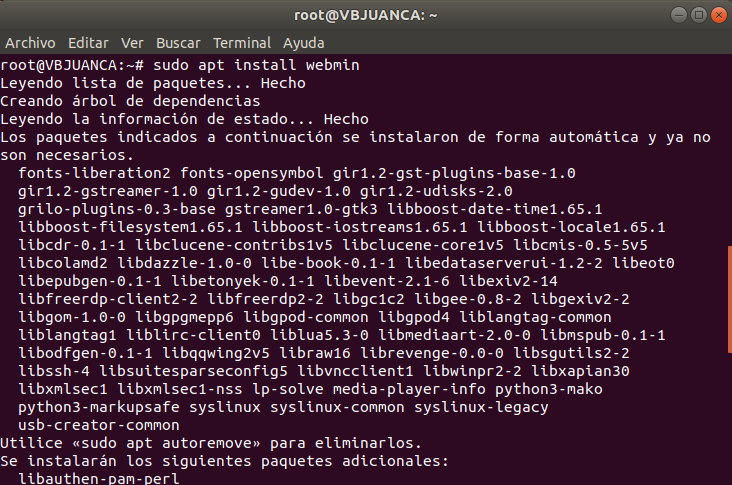 root@VBJUANCA: ~
Archivo Editar Ver Buscar Terminal Ayuda
root@VBJUANCA:~# sudo apt install webmin
Leyendo lista de paquetes... Hecho
Creando árbol de dependencias
Leyendo la información de estado... Hecho
Los paquetes indicados a continuación se instalaron de forma automática y ya no
son necesarios.
fonts-liberation2 fonts-opensymbol gir1.2-gst-plugins-base-1.0
gir1.2-gstreamer-1.0 gir1.2-gudev-1.0 gir1.2-udisks-2.0
grilo-plugins-0.3-base gstreamer1.0-gtk3 libboost-date-time1.65.1
libboost-filesystem1.65.1 libboost-iostreams1.65.1 libboost-locale1.65.1
libcdr-0.1-1 libclucene-contribs1v5 libclucene-core1v5 libcmis-0.5-5v5
libcolamd2 libdazzle-1.0-0 libe-book-0.1-1 libedataserverui-1.2-2 libeot0
libepubgen-0.1-1 libetonyek-0.1-1 libevent-2.1-6 libexiv2-14
libfreerdp-client2-2 libfreerdp2-2 libgc1c2 libgee-0.8-2 libgexiv2-2
libgom-1.0-0 libgpgmepp6 libgpod-common libgpod4 liblangtag-common
liblangtag1 liblirc-client0 liblua5.3-0 libmediaart-2.0-0 libmspub-0.1-1
libodfgen-0.1-1 libqqwing2v5 libraw16 librevenge-0.0-0 libsgutils2-2
libssh-4 libsuitesparseconfig5 libvncclient1 libwinpr2-2 libxapian30
libxmlsec1 libxmlsec1-nss lp-solve media-player-info python3-mako
python3-markupsafe syslinux syslinux-common syslinux-legacy
usb-creator-common
Utilice «sudo apt autoremove» para eliminarlos.
Se instalarán los siguientes paquetes adicionales:
libauthen-pam-perl